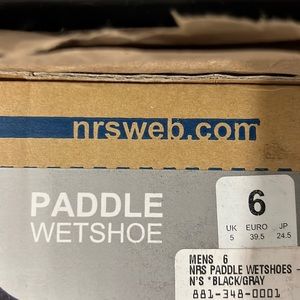 nrsweb.com
PADDLE
WETSHOE
6
UK EURO JP
5 39.5 24.5
MENS 6
NRS PADDLE WETSHOES -
N'S *BLACK/GRAY
881-348-0001